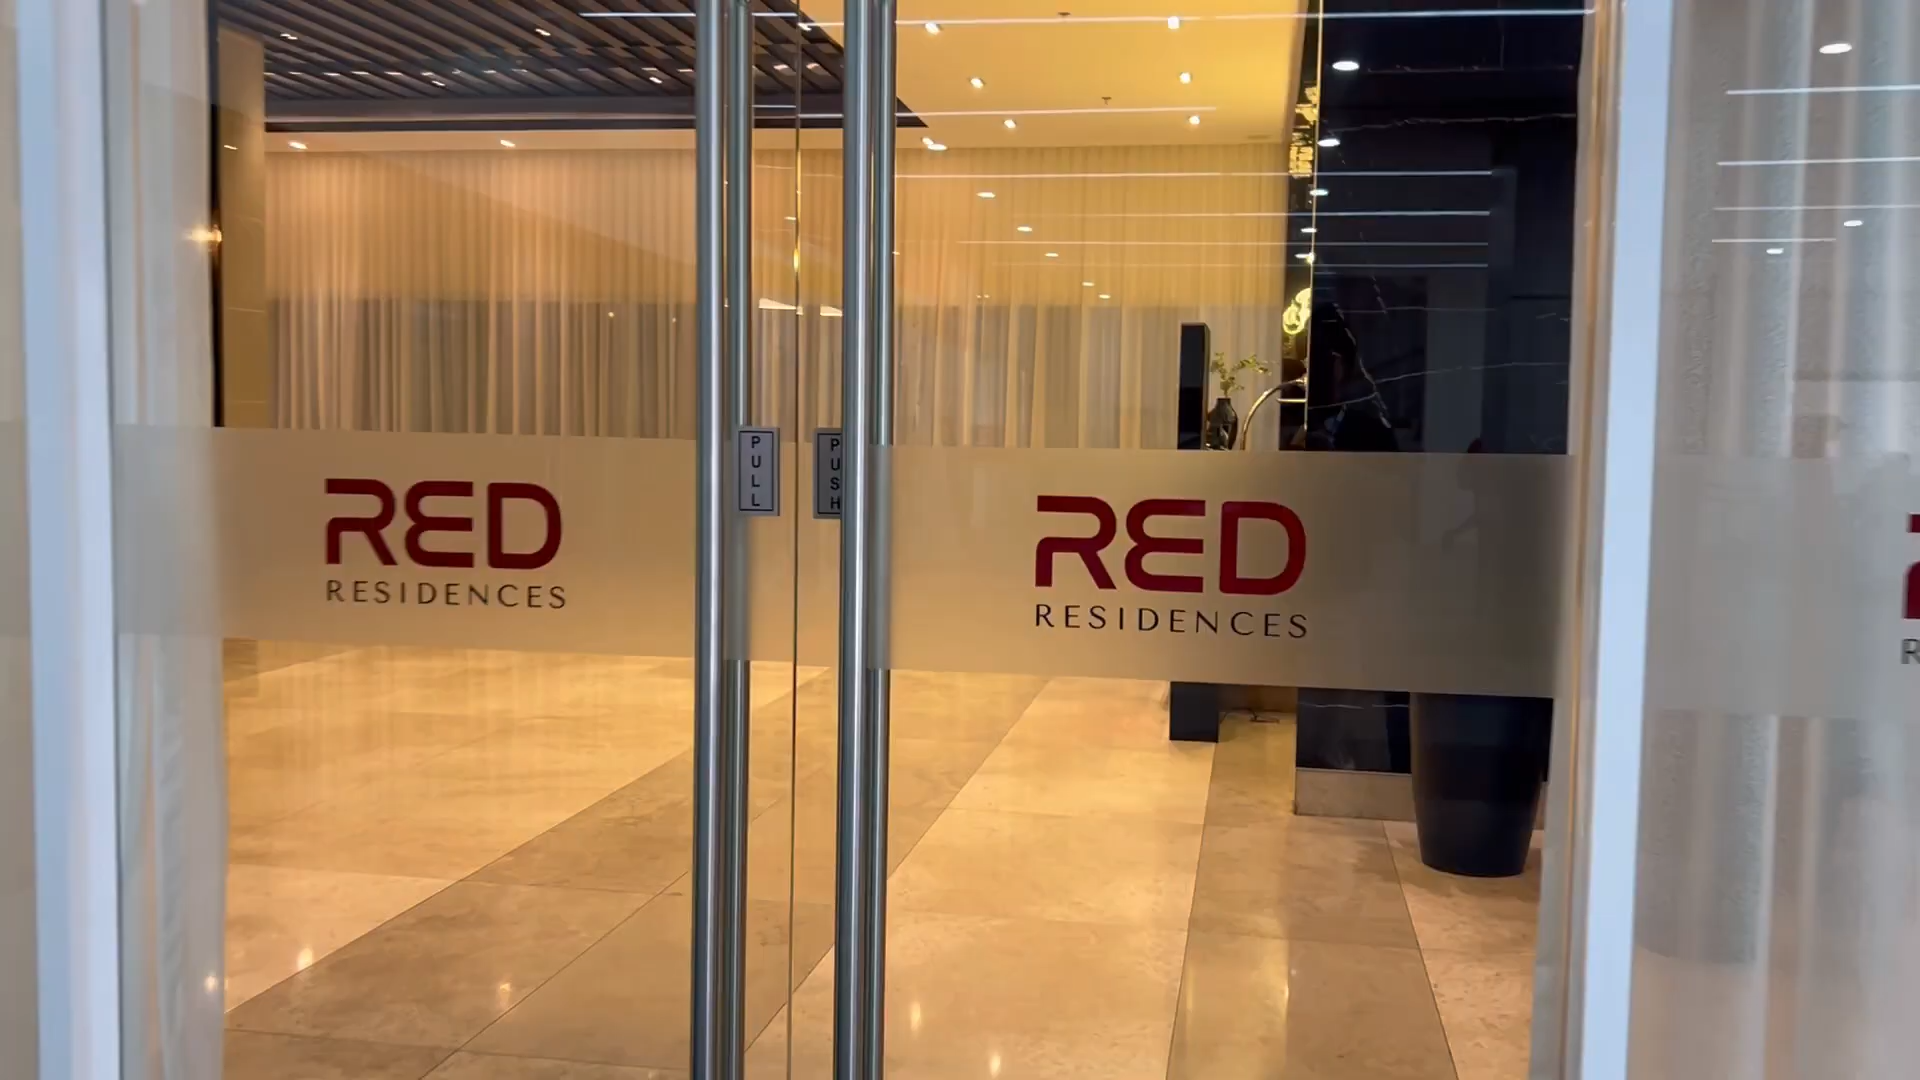 PULL
PUSH
RED
RESIDENCES
RED
RESIDENCES
R